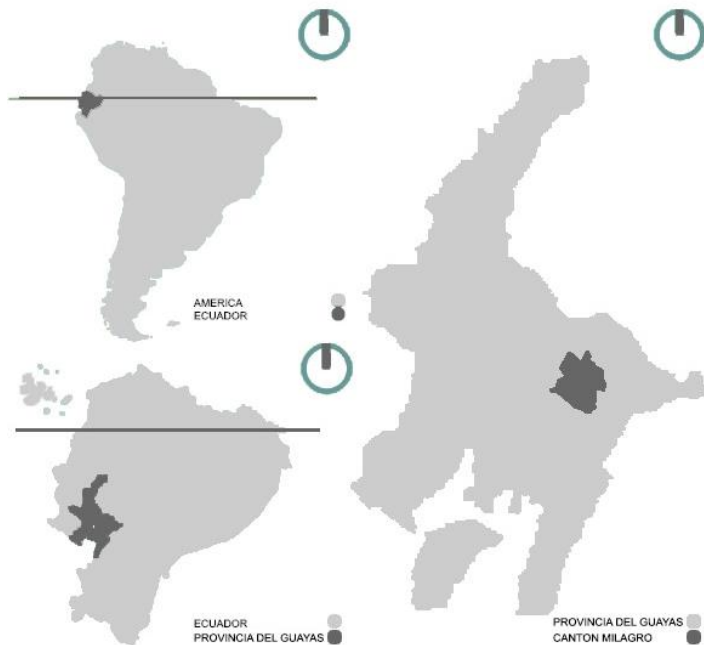 AMERICA
ECUADOR
ECUADOR
PROVINCIA DEL GUAYAS
PROVINCIA DEL GUAYAS
CANTON MILAGRO